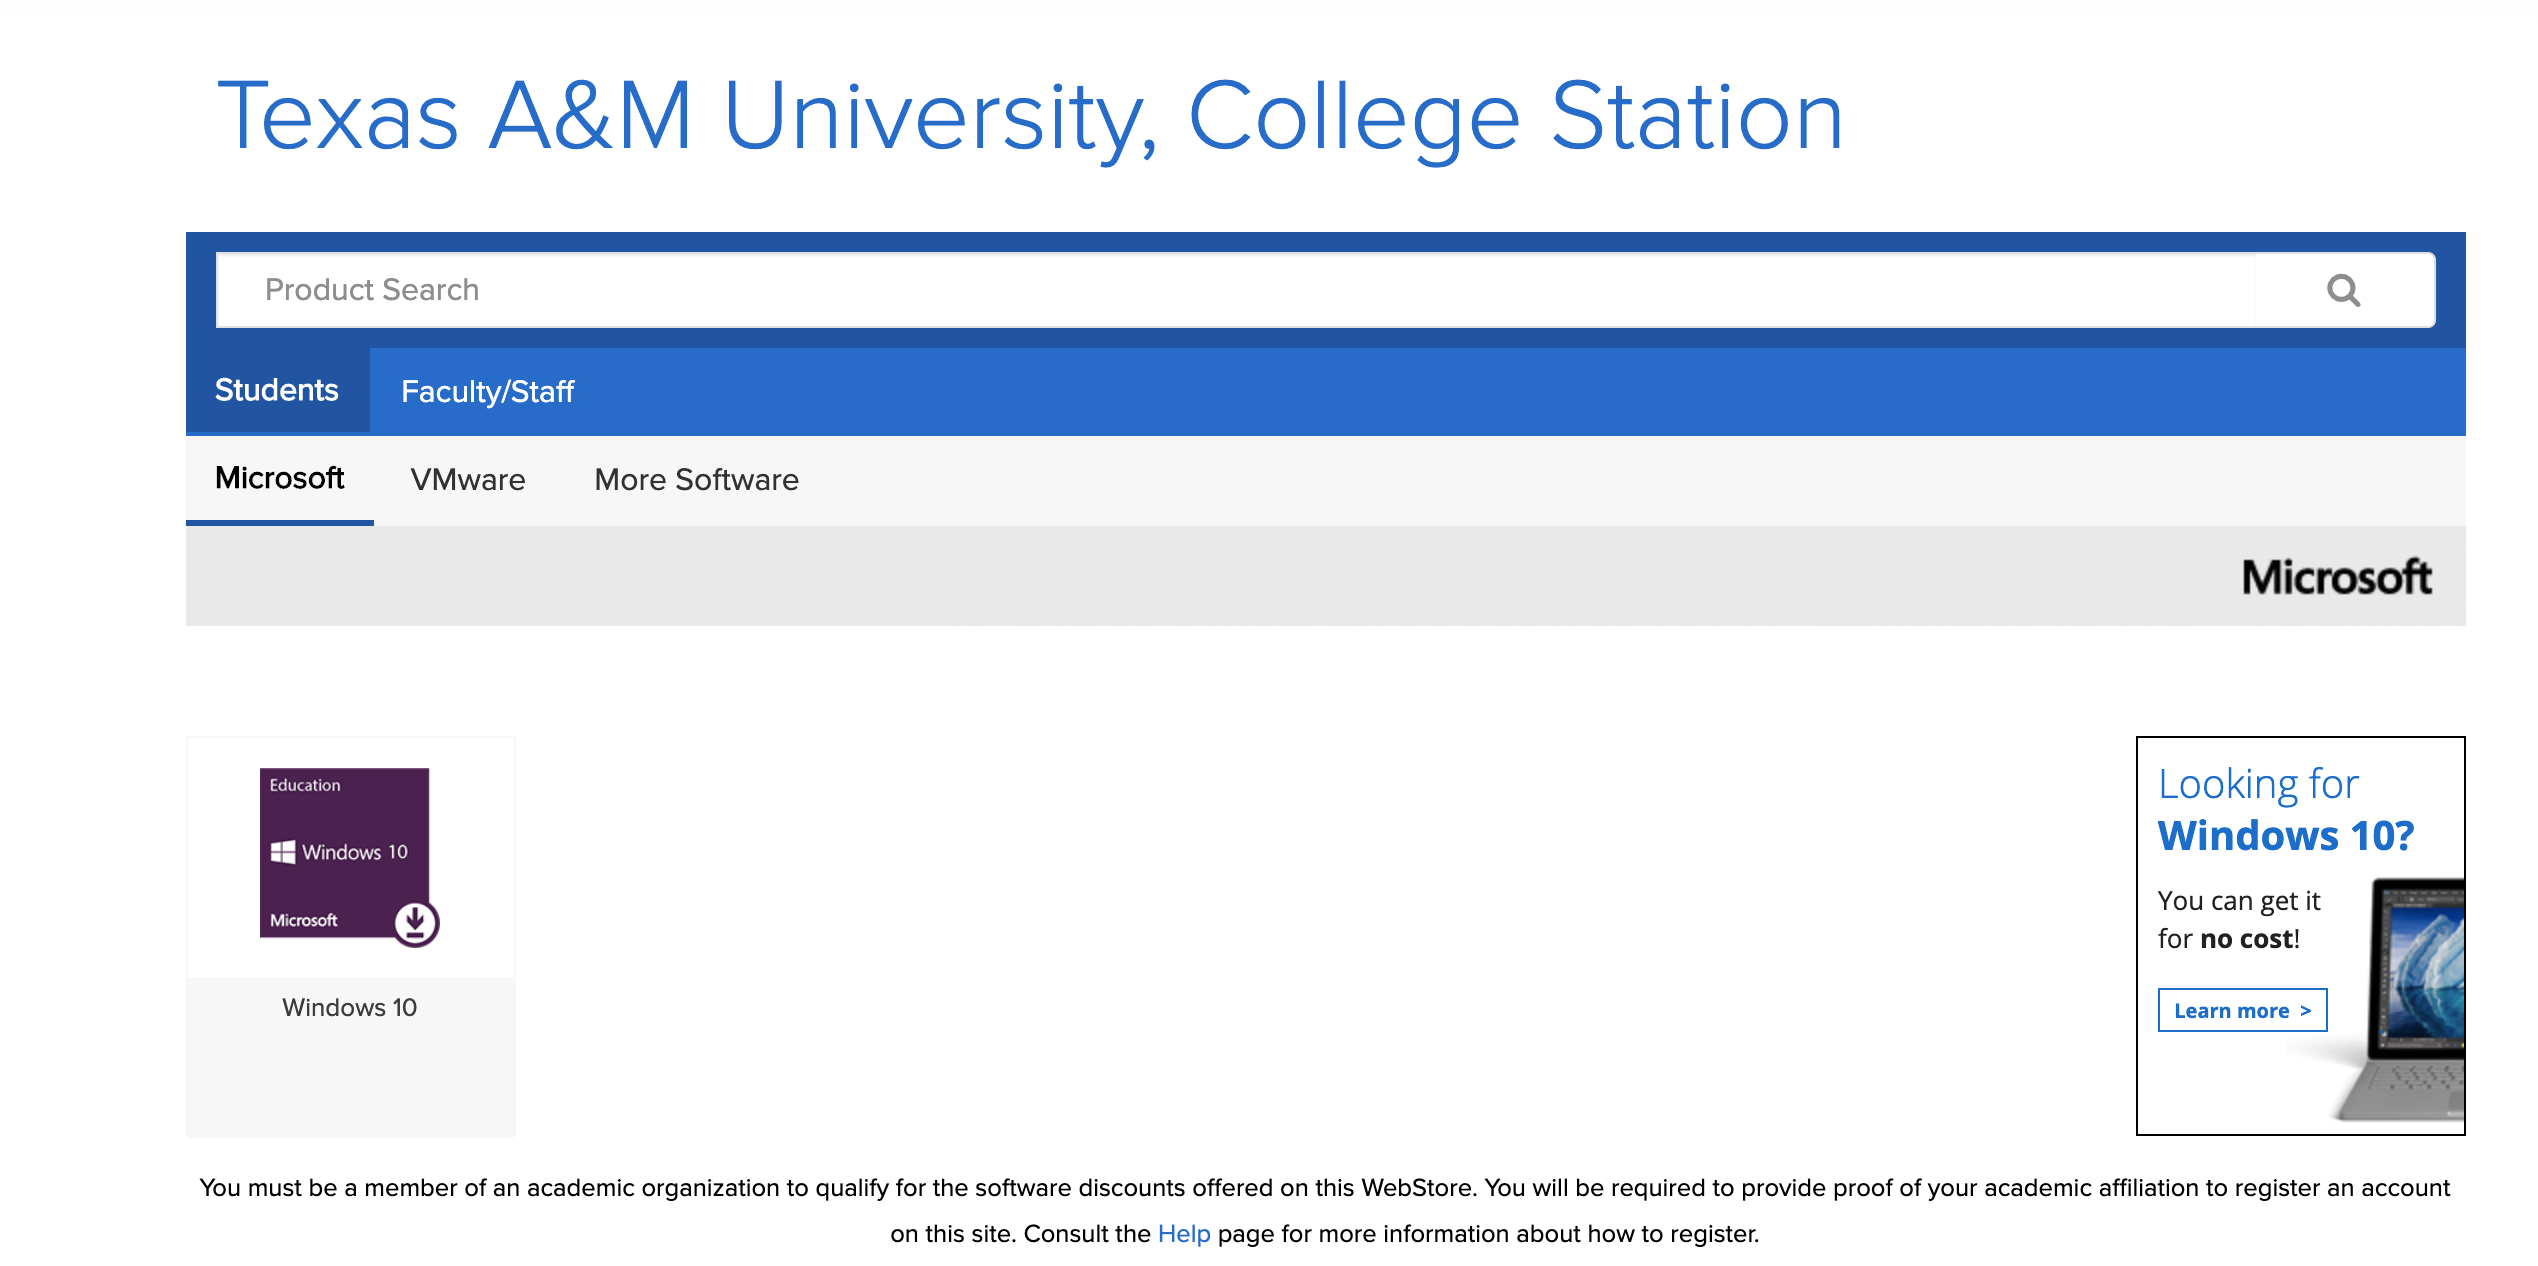 Texas A&M University, College Station
Product Search
Students
Faculty/Staff
Microsoft
VMware
More Software
Microsoft
Education
Windows 10
Microsoft
Windows 10
Looking for
Windows 10?
You can get it
for no cost!
Learn more >
You must be a member of an academic organization to qualify for the software discounts offered on this WebStore. You will be required to provide proof of your academic affiliation to register an account
on this site. Consult the Help page for more information about how to register.